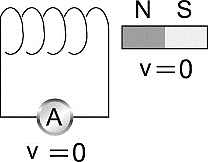 N S
v = 0
A
v = 0